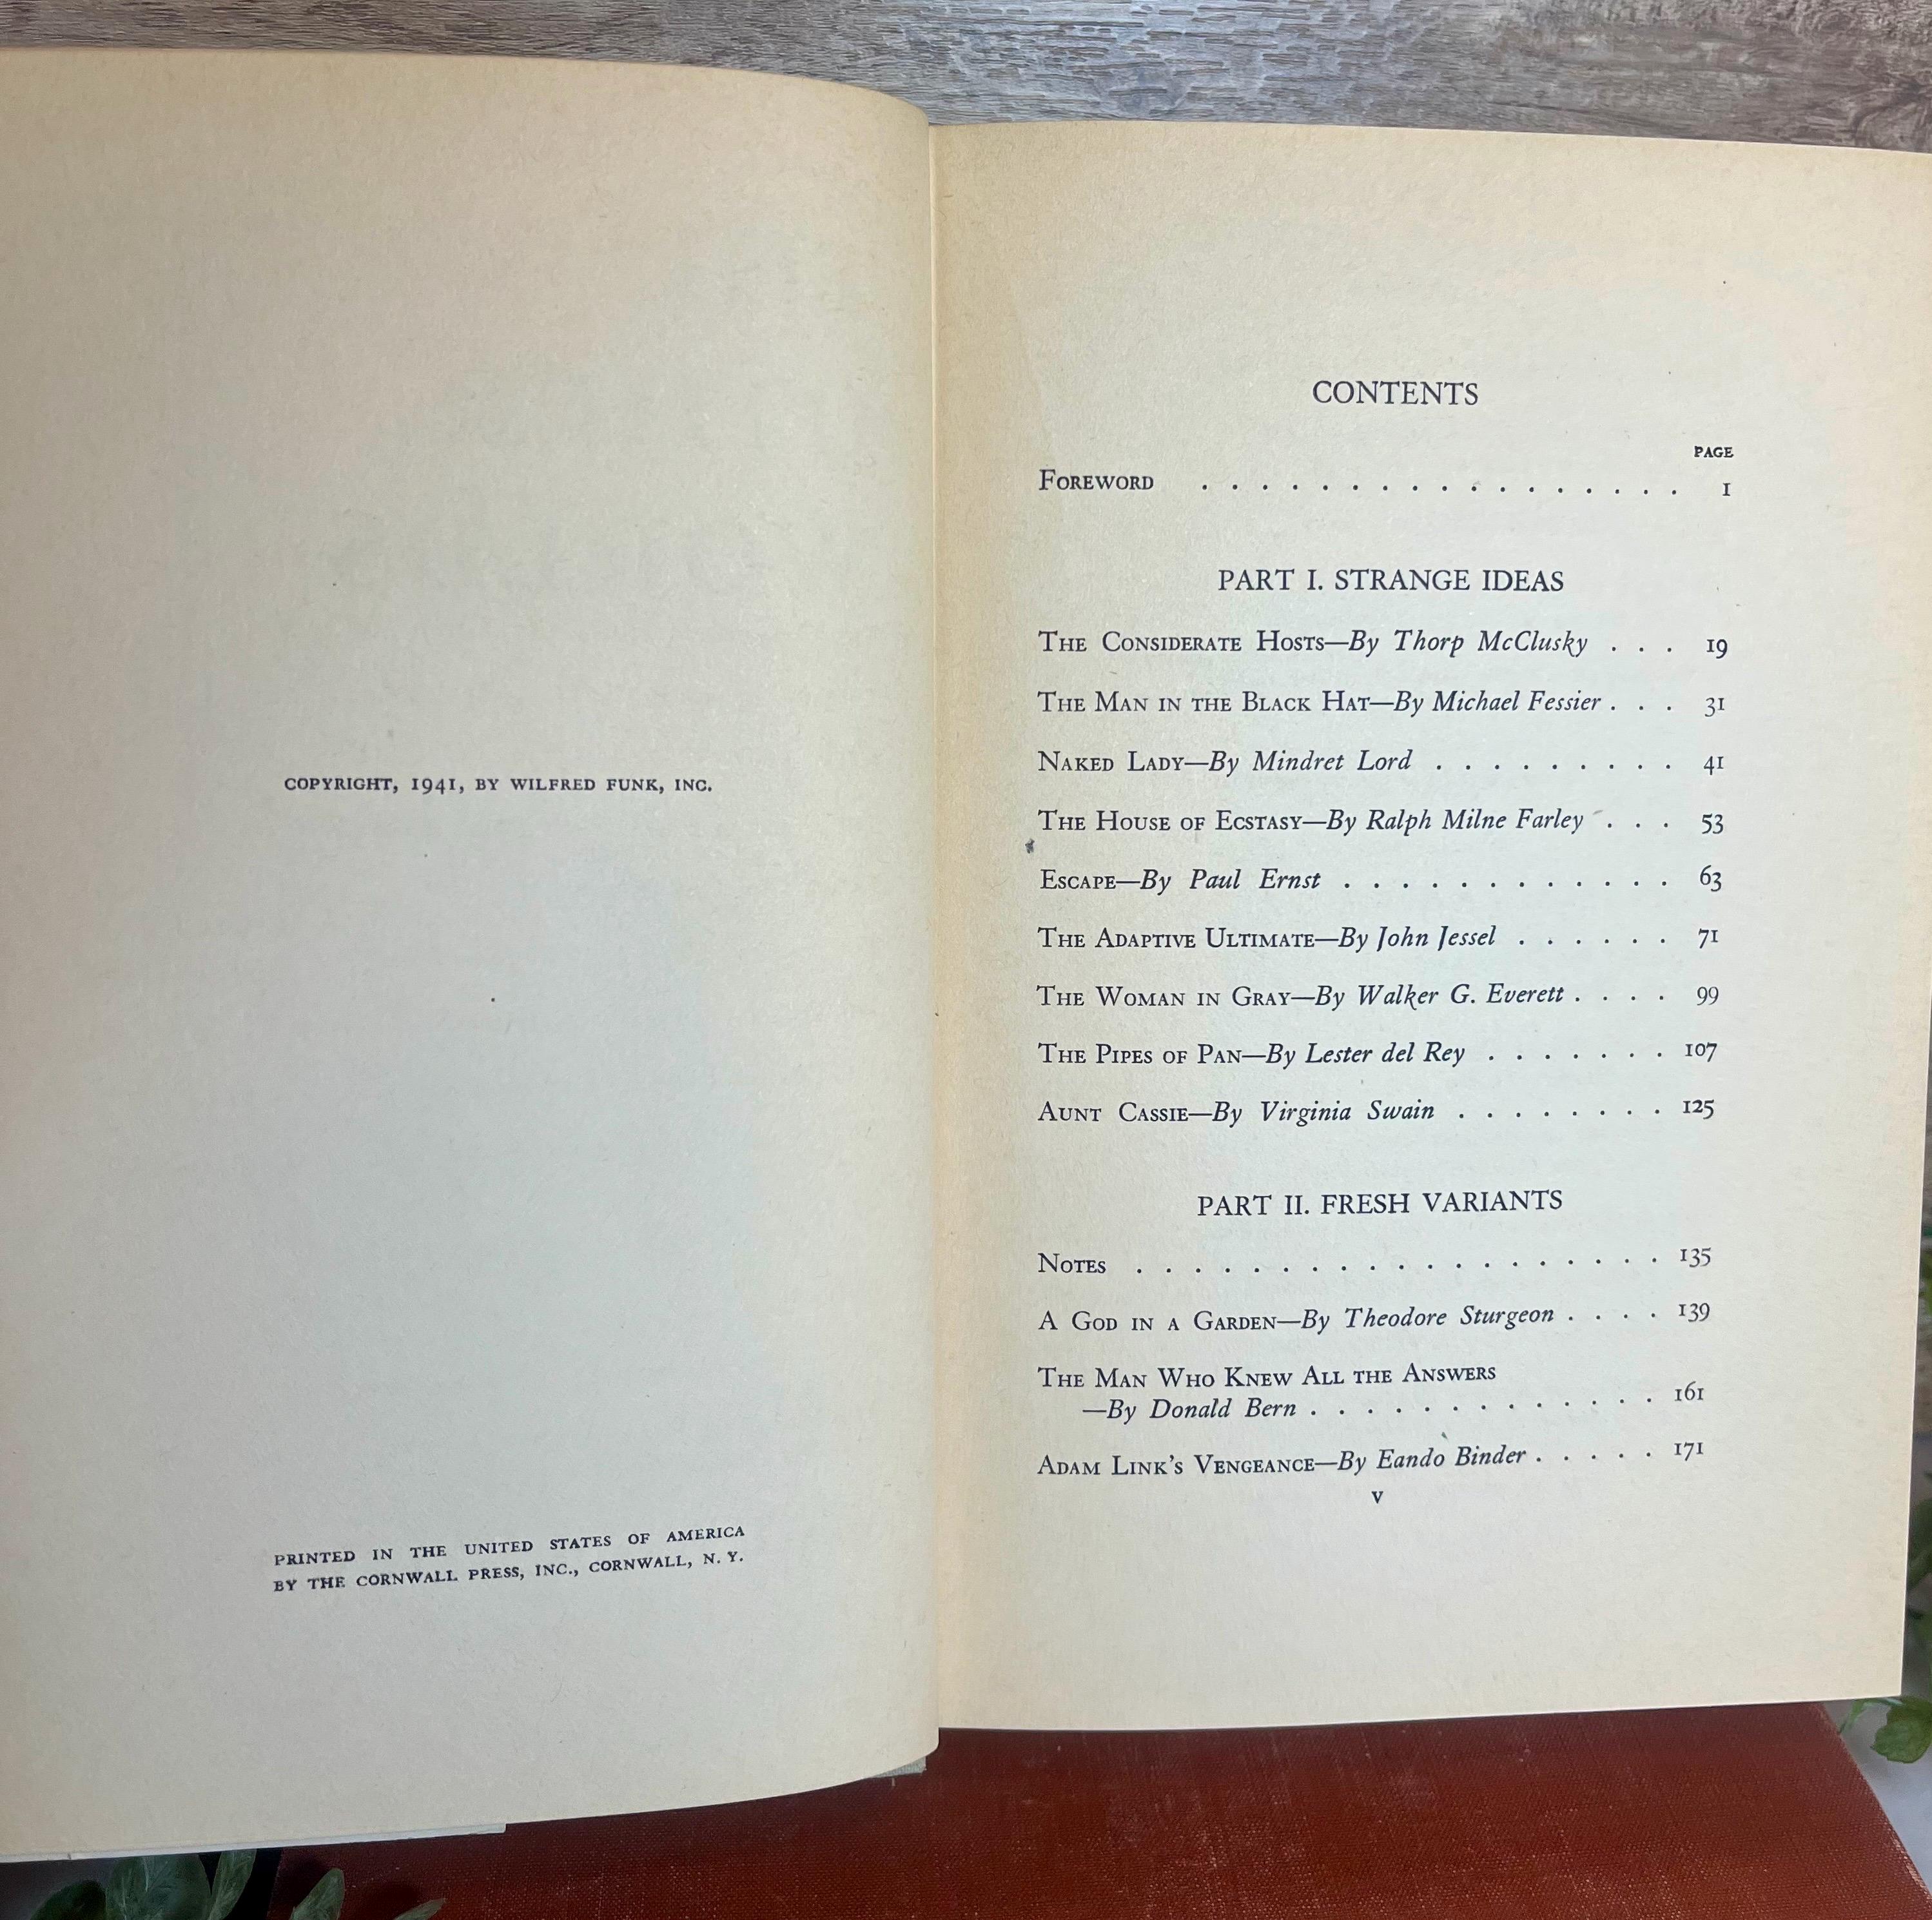 COPYRIGHT, 1941, BY WILFRED FUNK, INC.
PRINTED IN THE UNITED STATES OF AMERICA
BY THE CORNWALL PRESS, INC., CORNWALL, N. Y.
CONTENTS
PAGE
FOREWORD . . . . . . . . . . . . . . . . . 1
PART I. STRANGE IDEAS
THE CONSIDERATE HOSTS—By Thorp McClusky . . . 19
THE MAN IN THE BLACK HAT—By Michael Fessier . . . 31
NAKED LADY—By Mindret Lord . . . . . . . . . 41
THE HOUSE OF ECSTASY—By Ralph Milne Farley . . . 53
ESCAPE—By Paul Ernst . . . . . . . . . . . . 63
THE ADAPTIVE ULTIMATE—By John Jessel . . . . . . 71
THE WOMAN IN GRAY—By Walker G. Everett . . . . 99
THE PIPES OF PAN—By Lester del Rey . . . . . . . 107
AUNT CASSIE—By Virginia Swain . . . . . . . . 125
PART II. FRESH VARIANTS
NOTES . . . . . . . . . . . . . . . . . . . 135
A GOD IN A GARDEN—By Theodore Sturgeon . . . . 139
THE MAN WHO KNEW ALL THE ANSWERS
—By Donald Bern . . . . . . . . . . . . . 161
ADAM LINK'S VENGEANCE—By Eando Binder . . . . . 171
v